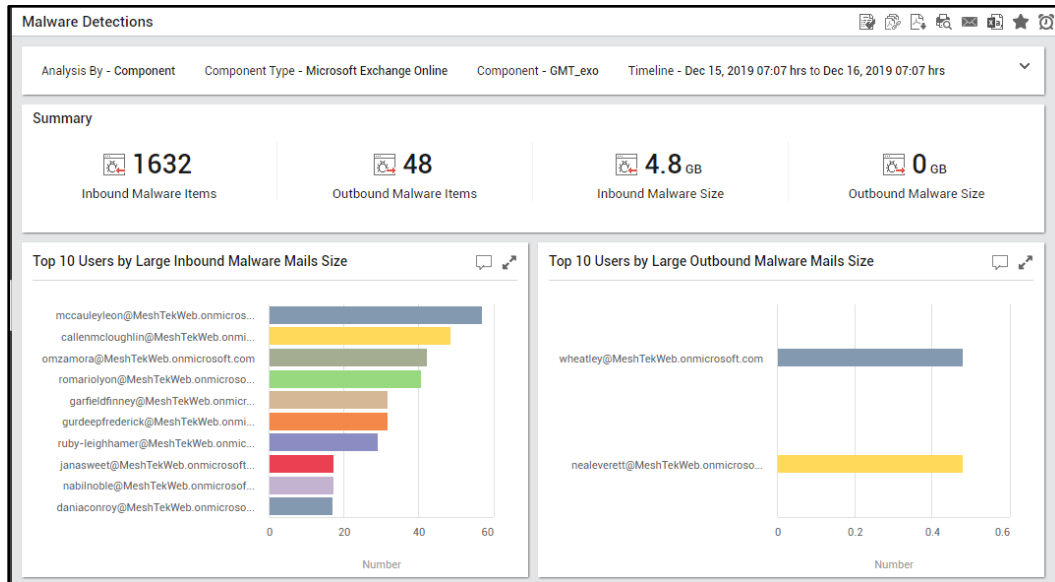 Malware Detections
Analysis By - Component Component Type - Microsoft Exchange Online Component - GMT_exo Timeline - Dec 15, 2019 07:07 hrs to Dec 16, 2019 07:07 hrs
Summary
1632
Inbound Malware Items
48
Outbound Malware Items
4.8 GB
Inbound Malware Size
0 GB
Outbound Malware Size
Top 10 Users by Large Inbound Malware Mails Size
mccauleyleon@MeshTekWeb.onmicros...
callenmcloughlin@MeshTekWeb.onmi...
omzamora@MeshTekWeb.onmicrosoft.com
romariolyon@MeshTekWeb.onmicroso...
garfieldfinney@MeshTekWeb.onmicr...
gurdeepfrederick@MeshTekWeb.onmi...
ruby-leighhamer@MeshTekWeb.onmic...
janasweet@MeshTekWeb.onmicrosoft...
nabilnoble@MeshTekWeb.onmicrosof...
daniaconroy@MeshTekWeb.onmicroso...
0 20 40 60
Number
Top 10 Users by Large Outbound Malware Mails Size
wheatley@MeshTekWeb.onmicrosoft.com
nealeverett@MeshTekWeb.onmicroso...
0 0.2 0.4 0.6
Number